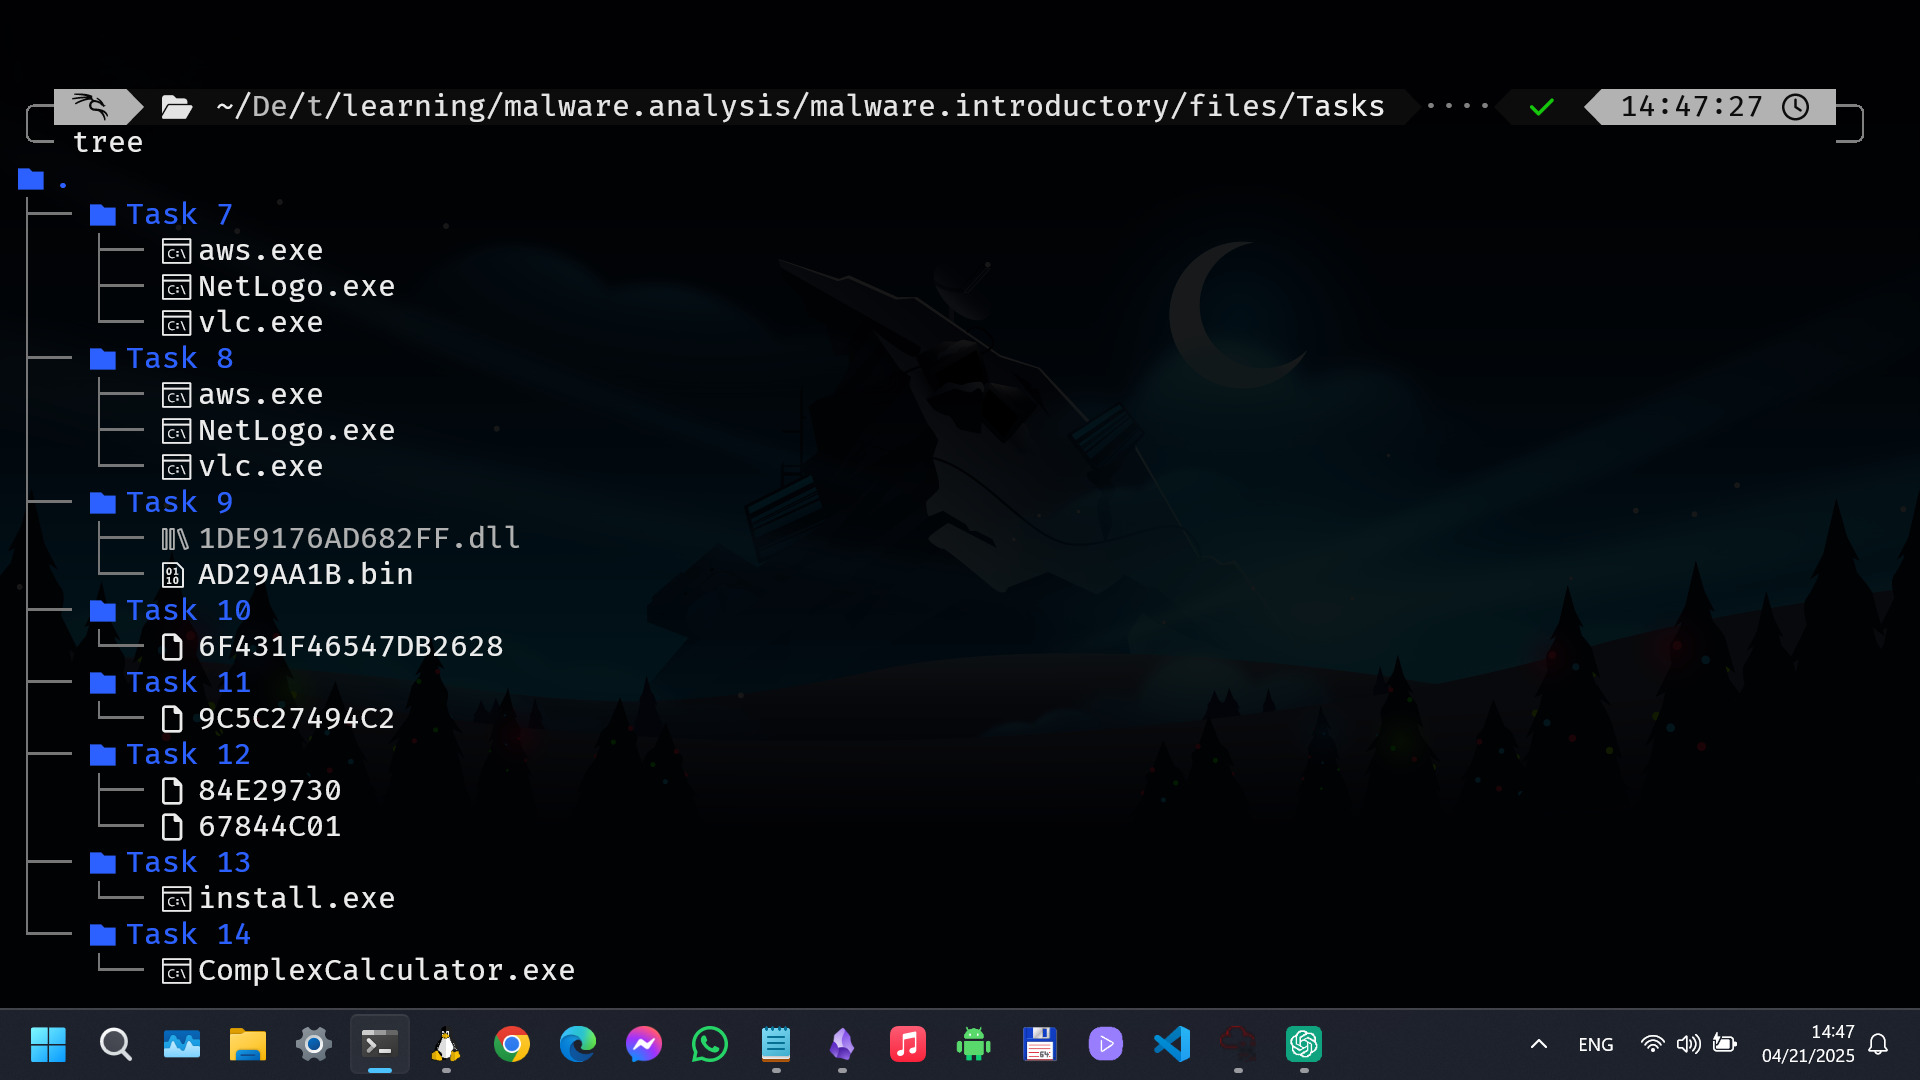 ~/De/t/learning/malware.analysis/malware.introductory/files/Tasks ···· ✓ 14:47:27
tree
.
Task 7
aws.exe
NetLogo.exe
vlc.exe
Task 8
aws.exe
NetLogo.exe
vlc.exe
Task 9
1DE9176AD682FF.dll
AD29AA1B.bin
Task 10
6F431F46547DB2628
Task 11
9C5C27494C2
Task 12
84E29730
67844C01
Task 13
install.exe
Task 14
ComplexCalculator.exe
ENG
14:47
04/21/2025